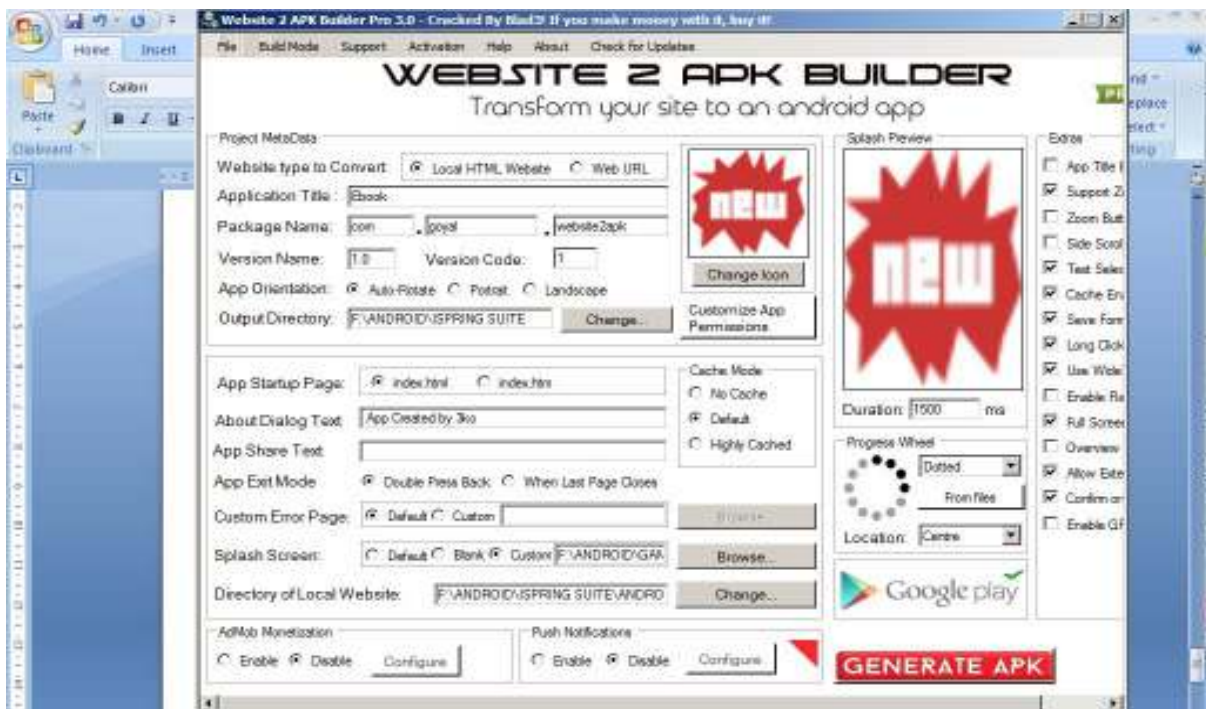 Website 2 APK Builder Pro 3.0 - Cracked By Blad3! If you make money with it, buy it!
File Build Mode Support Activation Help About Check for Updates
Home Insert
WEBSITE 2 APK BUILDER
Transform your site to an android app
Calibri
Paste
B I U
Clipboard
Project MetaData
Website type to Convert: Local HTML Website Web URL
Application Title : Ebook
Package Name: com . goyal . website2apk
Version Name: 1.0 Version Code: 1
App Orientation: Auto-Rotate Portrait Landscape
Output Directory: F:\ANDROID\ISPRING SUITE Change...
new
Change Icon
Customize App
Permissions
App Startup Page: index.html index.htm
About Dialog Text App Created by 3ko
App Share Text
App Exit Mode Double Press Back When Last Page Closes
Custom Error Page: Default Custom Browse...
Splash Screen: Default Blank Custom F:\ANDROID\GAM Browse...
Directory of Local Website: F:\ANDROID\ISPRING SUITE\ANDRO Change...
Cache Mode
No Cache
Default
Highly Cached
AdMob Monetization
Enable Disable Configure
Push Notifications
Enable Disable Configure
Splash Preview
new
Duration: 1500 ms
Progress Wheel
Dotted
From files
Location: Centre
Google play
GENERATE APK
Extras
App Title
Support Z
Zoom But
Side Scrol
Text Selec
Cache En
Save Form
Long Click
Use Wide
Enable
Full Screen
Overview
Allow Exte
Confirm on
Enable GP